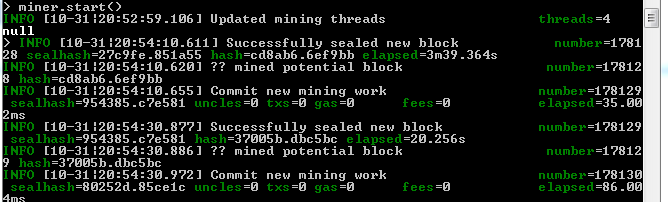 > miner.start()
INFO [10-31|20:52:59.106] Updated mining threads threads=4
null
> INFO [10-31|20:54:10.611] Successfully sealed new block number=1781
28 sealhash=27c9fe.851a55 hash=cd8ab6.6ef9bb elapsed=3m39.364s
INFO [10-31|20:54:10.620] ?? mined potential block number=17812
8 hash=cd8ab6.6ef9bb
INFO [10-31|20:54:10.655] Commit new mining work number=178129
sealhash=954385.c7e581 uncles=0 txs=0 gas=0 fees=0 elapsed=35.00
2ms
INFO [10-31|20:54:30.877] Successfully sealed new block number=178129
sealhash=954385.c7e581 hash=37005b.dbc5bc elapsed=20.256s
INFO [10-31|20:54:30.886] ?? mined potential block number=17812
9 hash=37005b.dbc5bc
INFO [10-31|20:54:30.972] Commit new mining work number=178130
sealhash=80252d.85ce1c uncles=0 txs=0 gas=0 fees=0 elapsed=86.00
4ms